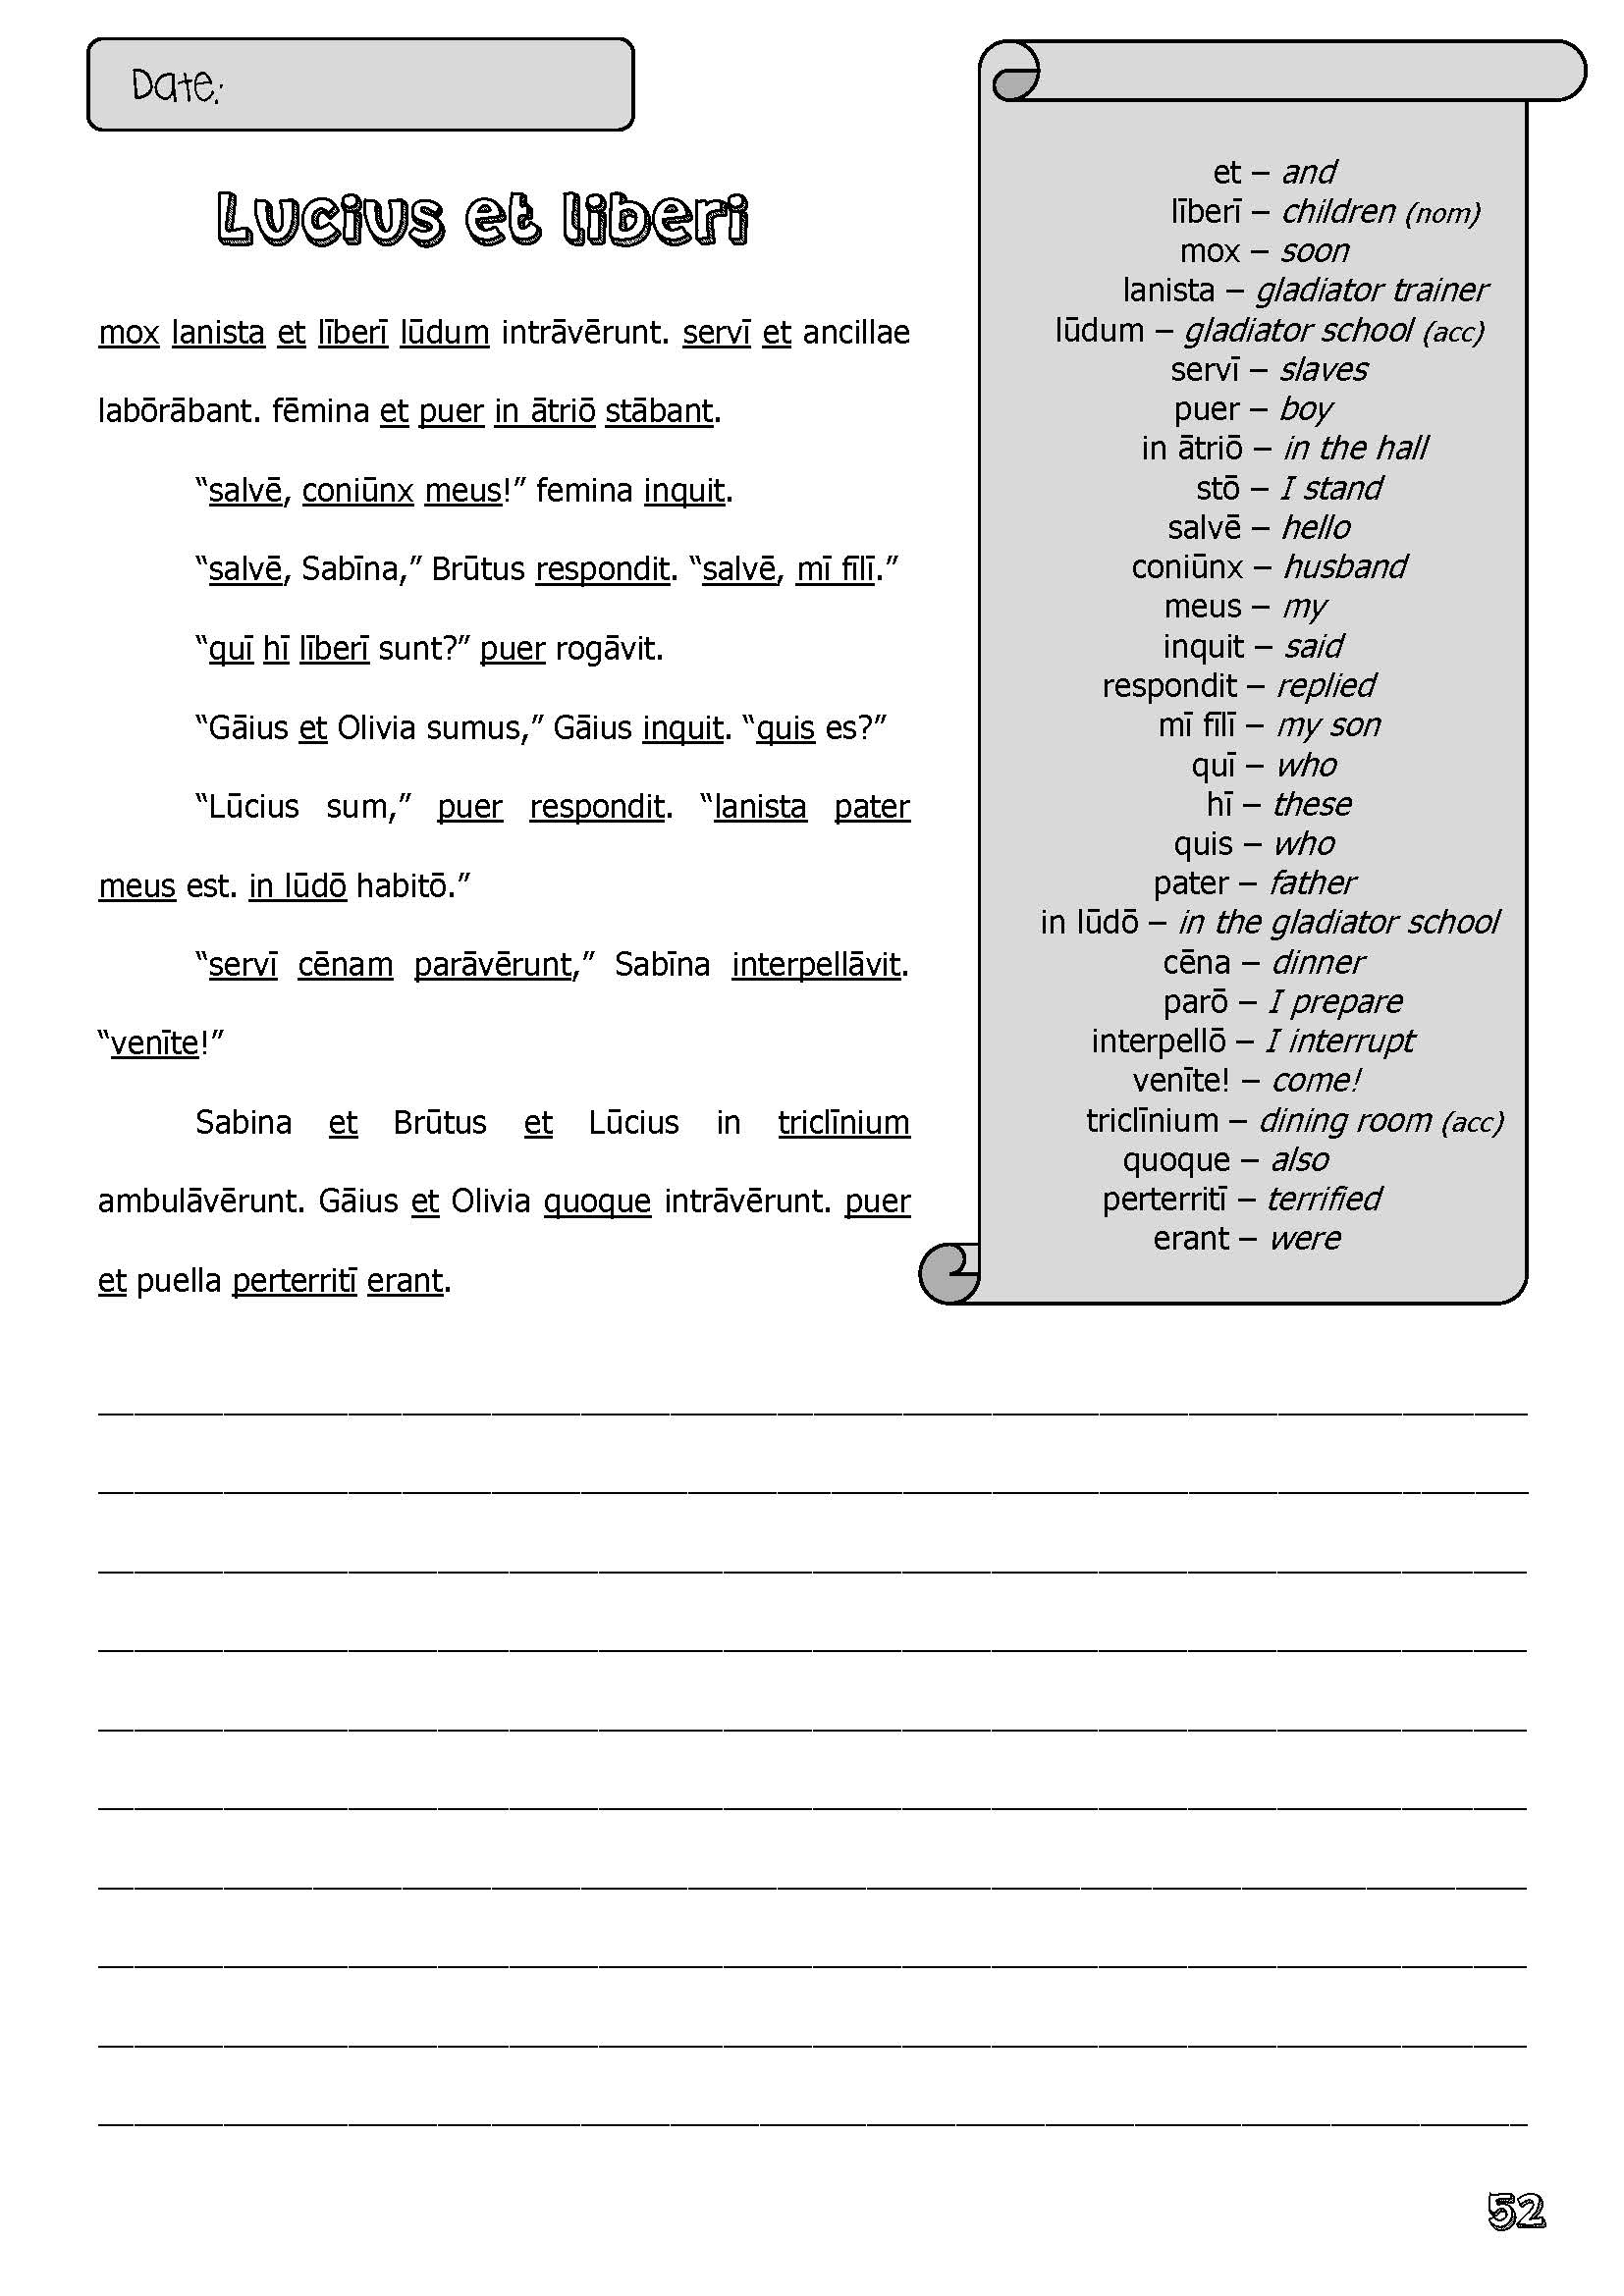 Date:
Lucius et liberi
mox lanista et līberī lūdum intrāvērunt. servī et ancillae
labōrābant. fēmina et puer in ātriō stābant.
“salvē, coniūnx meus!” femina inquit.
“salvē, Sabīna,” Brūtus respondit. “salvē, mī fīlī.”
“quī hī līberī sunt?” puer rogāvit.
“Gāius et Olivia sumus,” Gāius inquit. “quis es?”
“Lūcius sum,” puer respondit. “lanista pater
meus est. in lūdō habitō.”
“servī cēnam parāvērunt,” Sabīna interpellāvit.
“venīte!”
Sabina et Brūtus et Lūcius in triclīnium
ambulāvērunt. Gāius et Olivia quoque intrāvērunt. puer
et puella perterritī erant.
et – and
līberī – children (nom)
mox – soon
lanista – gladiator trainer
lūdum – gladiator school (acc)
servī – slaves
puer – boy
in ātriō – in the hall
stō – I stand
salvē – hello
coniūnx – husband
meus – my
inquit – said
respondit – replied
mī fīlī – my son
quī – who
hī – these
quis – who
pater – father
in lūdō – in the gladiator school
cēna – dinner
parō – I prepare
interpellō – I interrupt
venīte! – come!
triclīnium – dining room (acc)
quoque – also
perterritī – terrified
erant – were
52